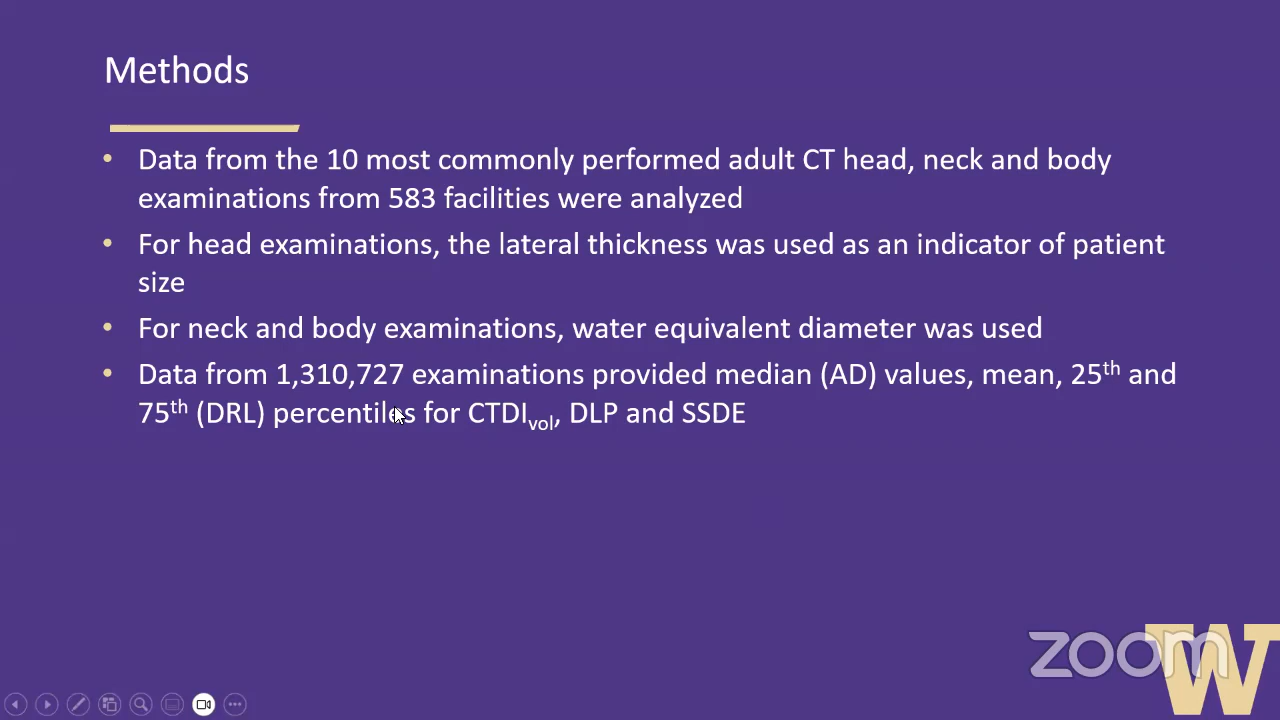 Methods
• Data from the 10 most commonly performed adult CT head, neck and body
examinations from 583 facilities were analyzed
• For head examinations, the lateral thickness was used as an indicator of patient
size
• For neck and body examinations, water equivalent diameter was used
• Data from 1,310,727 examinations provided median (AD) values, mean, 25th and
75th (DRL) percentiles for CTDIvol, DLP and SSDE
zoom
W